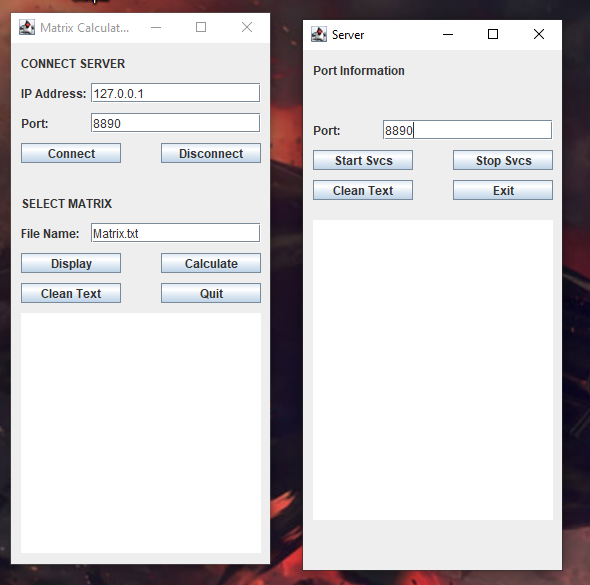 Matrix Calculat...
CONNECT SERVER
IP Address: 127.0.0.1
Port: 8890
Connect Disconnect
SELECT MATRIX
File Name: Matrix.txt
Display Calculate
Clean Text Quit
Server
Port Information
Port: 8890
Start Svcs Stop Svcs
Clean Text Exit